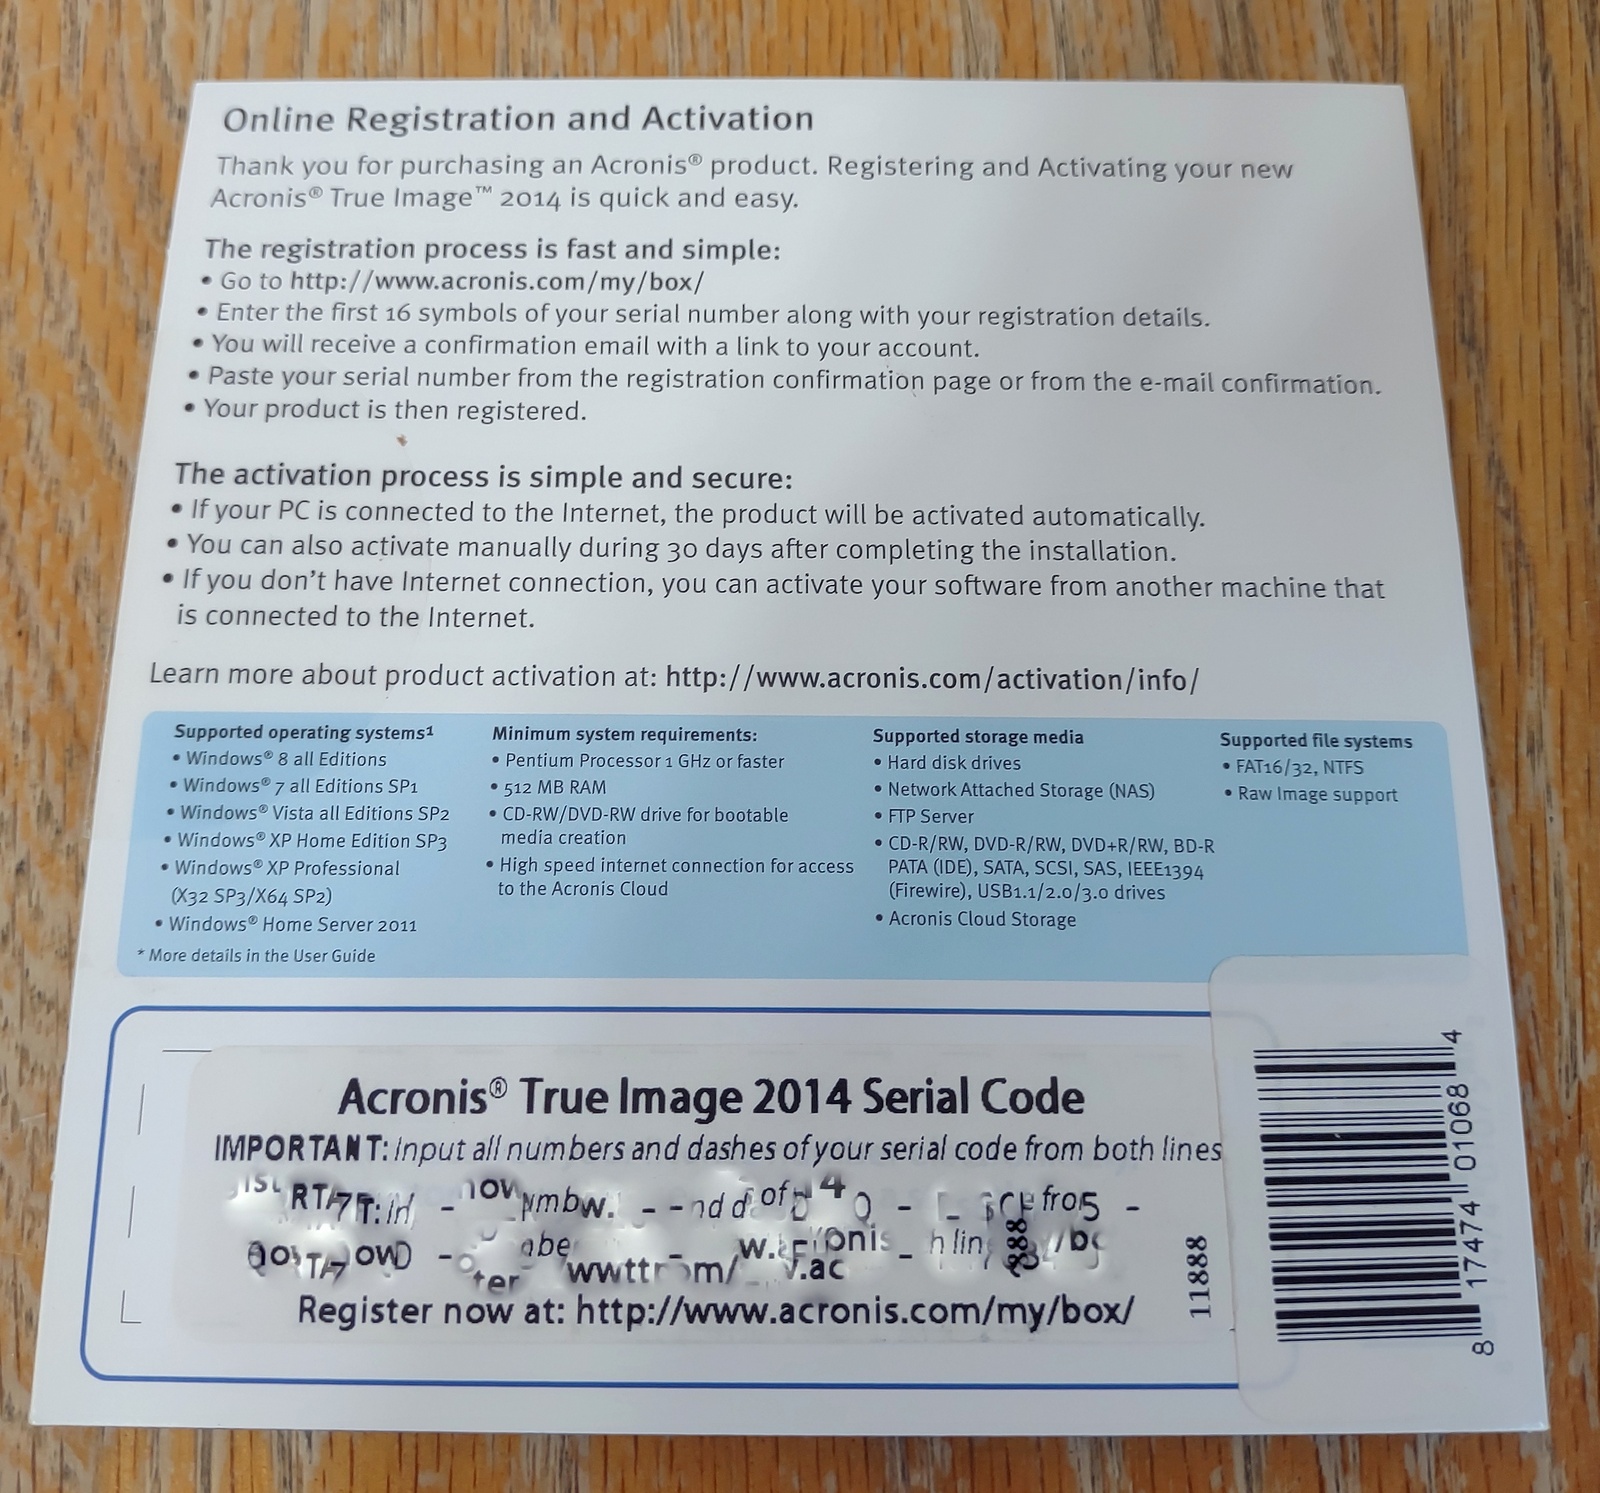 Online Registration and Activation
Thank you for purchasing an Acronis® product. Registering and Activating your new
Acronis® True Image™ 2014 is quick and easy.
The registration process is fast and simple:
• Go to http://www.acronis.com/my/box/
• Enter the first 16 symbols of your serial number along with your registration details.
• You will receive a confirmation email with a link to your account.
• Paste your serial number from the registration confirmation page or from the e-mail confirmation.
• Your product is then registered.
The activation process is simple and secure:
• If your PC is connected to the Internet, the product will be activated automatically.
• You can also activate manually during 30 days after completing the installation.
• If you don't have Internet connection, you can activate your software from another machine that
is connected to the Internet.
Learn more about product activation at: http://www.acronis.com/activation/info/
Supported operating systems¹
• Windows® 8 all Editions
• Windows® 7 all Editions SP1
• Windows® Vista all Editions SP2
• Windows® XP Home Edition SP3
• Windows® XP Professional
(X32 SP3/X64 SP2)
• Windows® Home Server 2011
* More details in the User Guide
Minimum system requirements:
• Pentium Processor 1 GHz or faster
• 512 MB RAM
• CD-RW/DVD-RW drive for bootable
media creation
• High speed internet connection for access
to the Acronis Cloud
Supported storage media
• Hard disk drives
• Network Attached Storage (NAS)
• FTP Server
• CD-R/RW, DVD-R/RW, DVD+R/RW, BD-R
PATA (IDE), SATA, SCSI, SAS, IEEE1394
(Firewire), USB1.1/2.0/3.0 drives
• Acronis Cloud Storage
Supported file systems
• FAT16/32, NTFS
• Raw Image support
Acronis® True Image 2014 Serial Code
IMPORTANT: Input all numbers and dashes of your serial code from both lines
Register now at: http://www.acronis.com/my/box/
11888
8 17474 01068 4